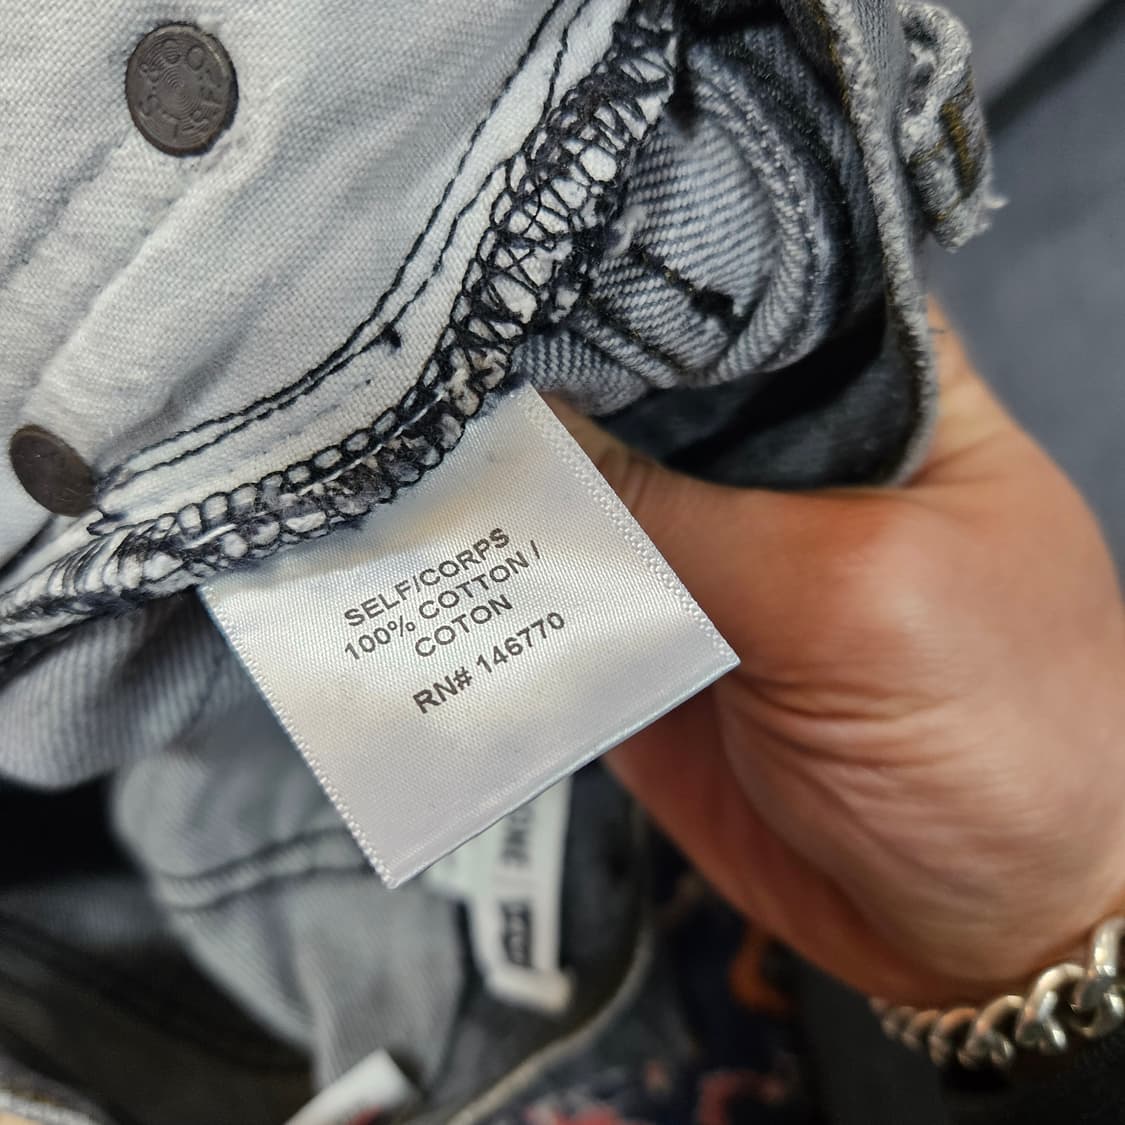 SELF/CORPS
100% COTTON /
COTON
RN# 146770